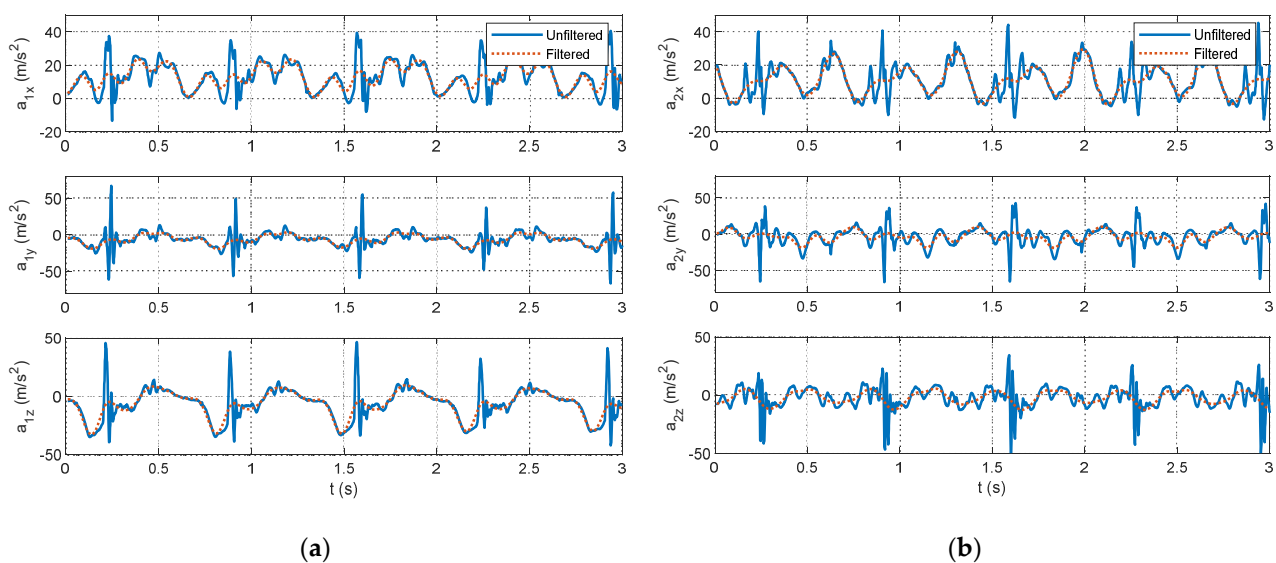 40
20
0
-20
a1x (m/s2)
Unfiltered
Filtered
0 0.5 1 1.5 2 2.5 3
50
0
-50
a1y (m/s2)
0 0.5 1 1.5 2 2.5 3
50
0
-50
a1z (m/s2)
0 0.5 1 1.5 2 2.5 3
t (s)
(a)
40
20
0
-20
a2x (m/s2)
Unfiltered
Filtered
0 0.5 1 1.5 2 2.5 3
50
0
-50
a2y (m/s2)
0 0.5 1 1.5 2 2.5 3
50
0
-50
a2z (m/s2)
0 0.5 1 1.5 2 2.5 3
t (s)
(b)